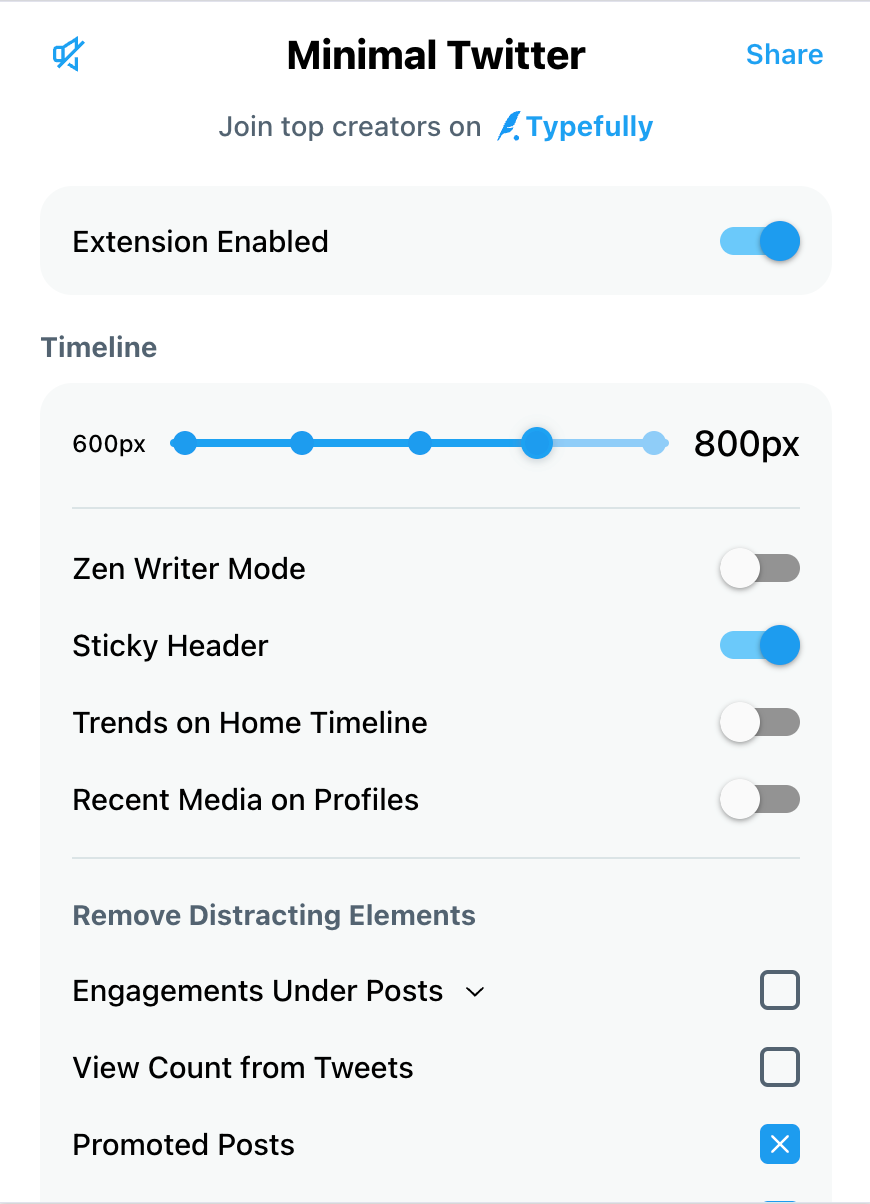 Minimal Twitter
Share
Join top creators on Typefully
Extension Enabled
Timeline
600px
800px
Zen Writer Mode
Sticky Header
Trends on Home Timeline
Recent Media on Profiles
Remove Distracting Elements
Engagements Under Posts
View Count from Tweets
Promoted Posts